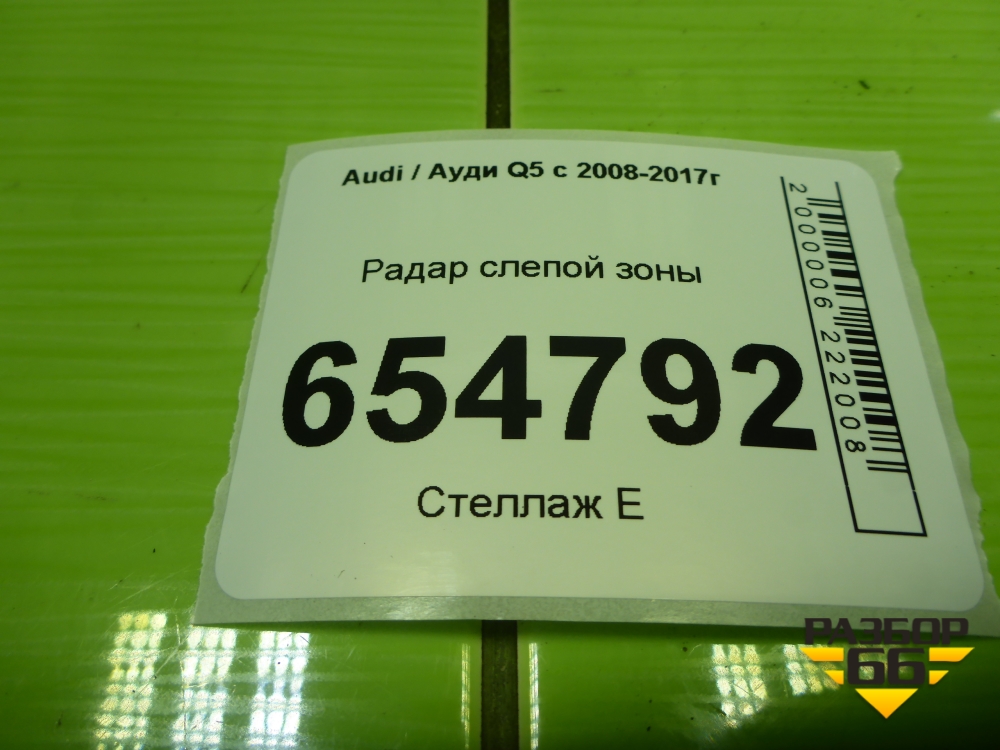 Audi / Ауди Q5 с 2008-2017г
Радар слепой зоны
654792
Стеллаж Е
2000006222008
РАЗБОР
66